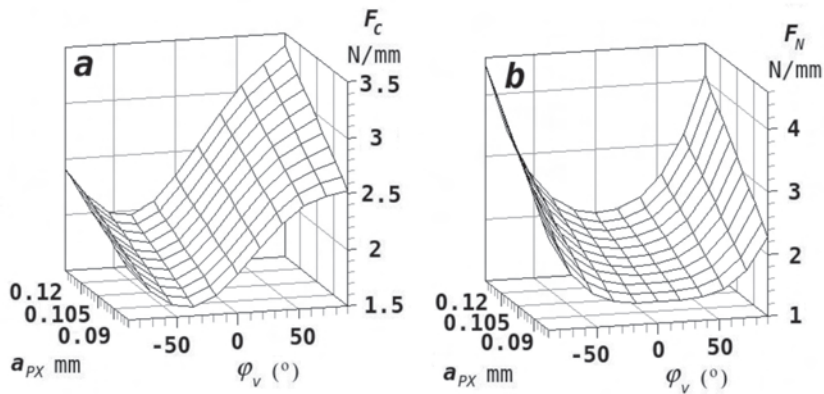 a
F_C
N/mm
3.5
3
2.5
2
1.5
0.12
0.105
0.09
a_PX mm
-50
0
50
φ_v (º)
b
F_N
N/mm
4
3
2
1
0.12
0.105
0.09
a_PX mm
-50
0
50
φ_v (º)